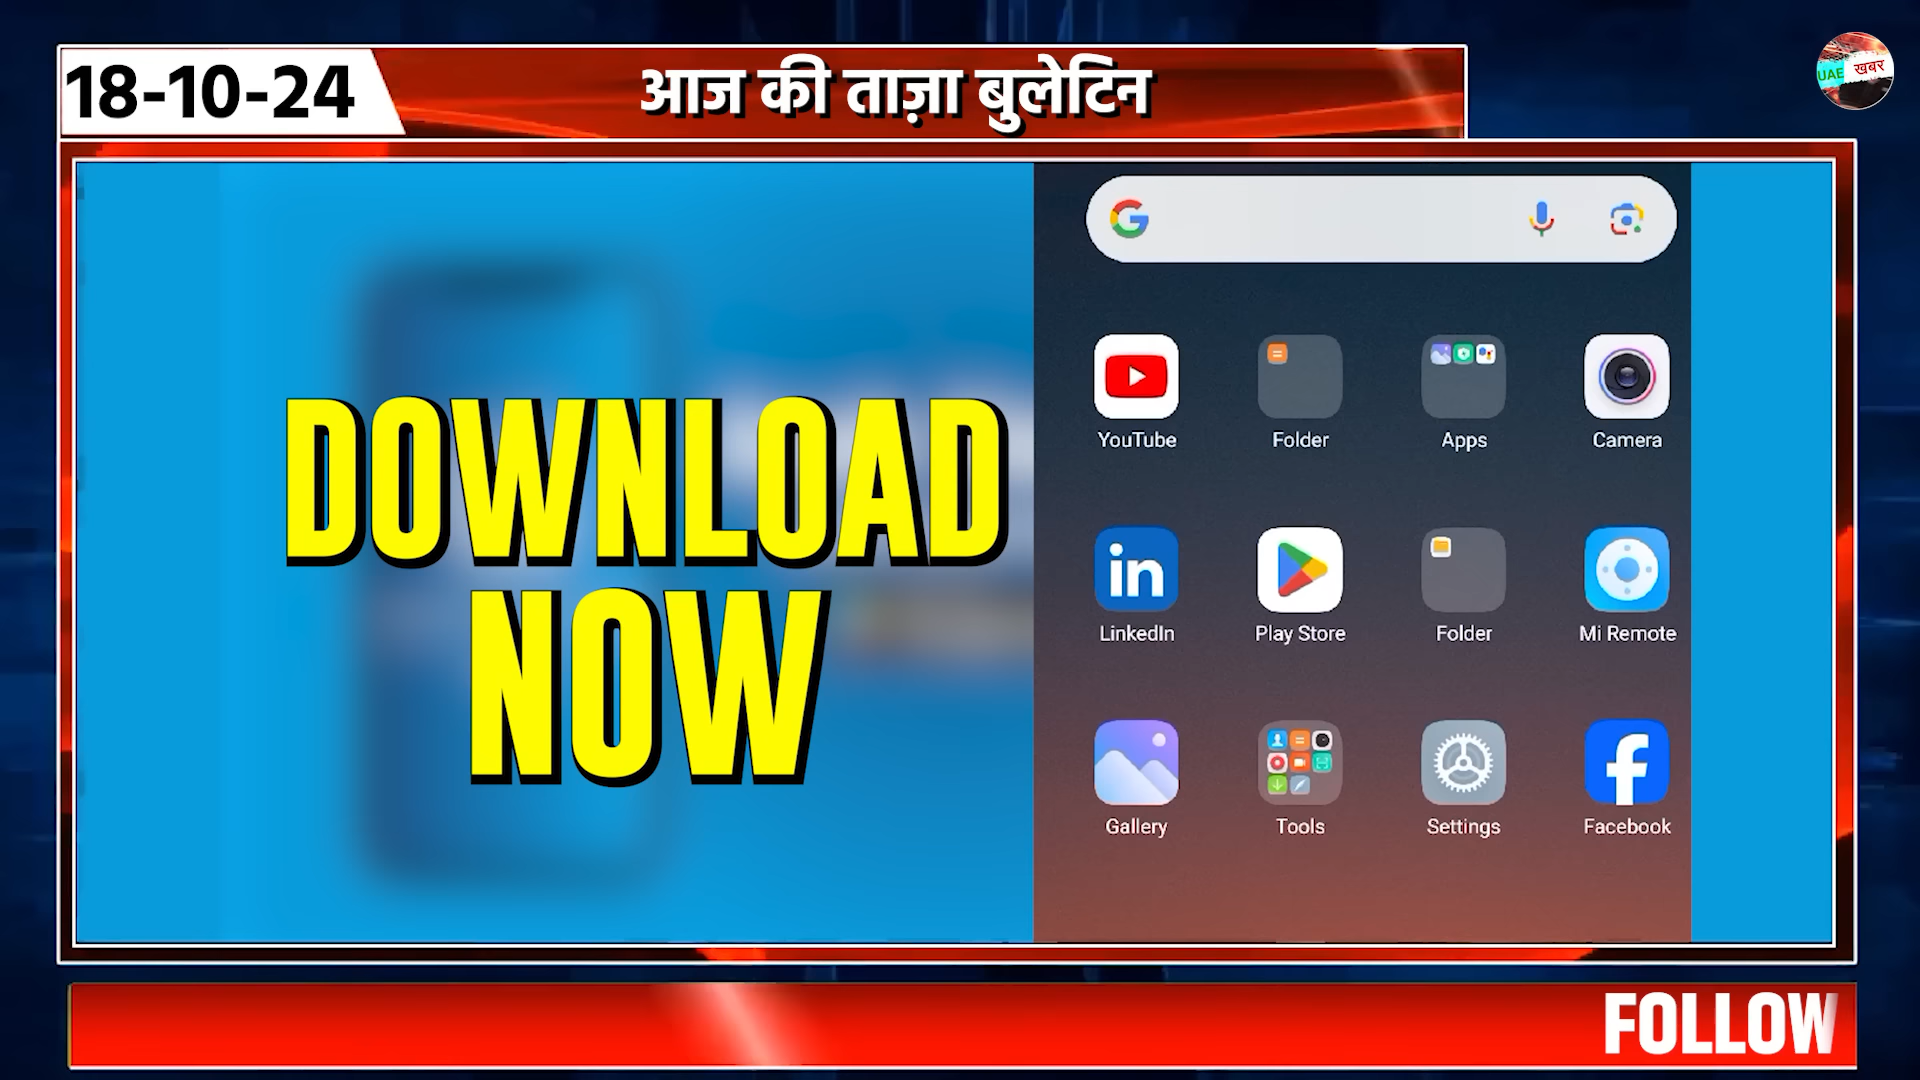 18-10-24
आज की ताज़ा बुलेटिन
UAE खबर
DOWNLOAD
NOW
YouTube
Folder
Apps
Camera
LinkedIn
Play Store
Folder
Mi Remote
Gallery
Tools
Settings
Facebook
FOLLOW